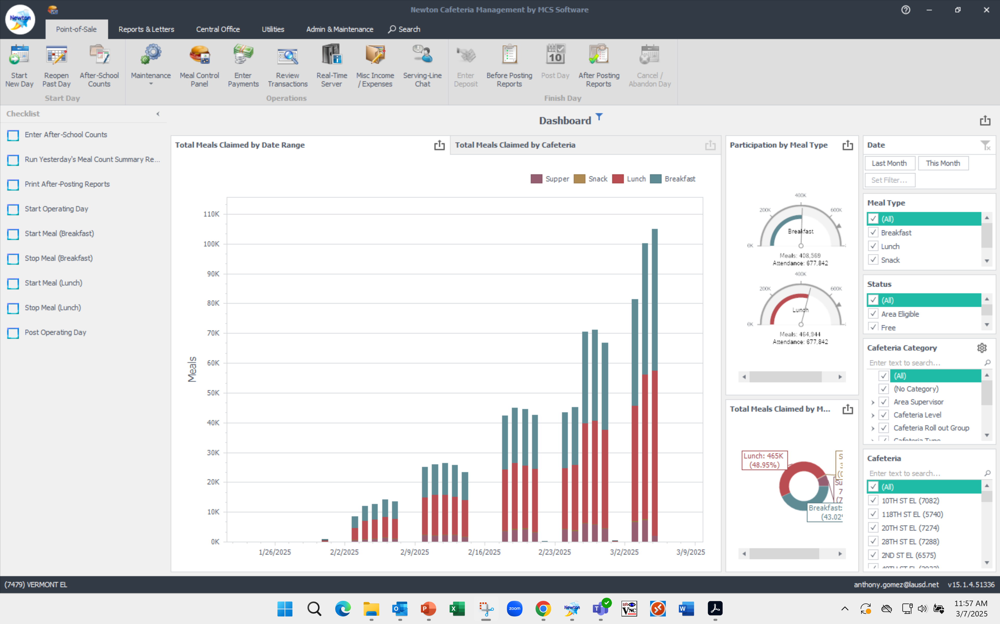 Newton Cafeteria Management by MCS Software
Newton
Point-of-Sale
Reports & Letters
Central Office
Utilities
Admin & Maintenance
Search
Start New Day
Reopen Past Day
After-School Counts
Start Day
Maintenance
Meal Control Panel
Enter Payments
Review Transactions
Real-Time Server
Misc Income / Expenses
Serving-Line Chat
Operations
Enter Deposit
Before Posting Reports
NOV
10
Post Day
After Posting Reports
Cancel / Abandon Day
Finish Day
Checklist
Enter After-School Counts
Run Yesterday's Meal Count Summary Re...
Print After-Posting Reports
Start Operating Day
Start Meal (Breakfast)
Stop Meal (Breakfast)
Start Meal (Lunch)
Stop Meal (Lunch)
Post Operating Day
Dashboard
Total Meals Claimed by Date Range
Total Meals Claimed by Cafeteria
Supper
Snack
Lunch
Breakfast
Meals
110K
100K
90K
80K
70K
60K
50K
40K
30K
20K
10K
0K
1/26/2025
2/2/2025
2/9/2025
2/16/2025
2/23/2025
3/2/2025
3/9/2025
Participation by Meal Type
400K
200K
600K
Breakfast
0K
Meals: 408,569
Attendance: 677,842
400K
200K
600K
Lunch
0K
Meals: 464,944
Attendance: 677,842
Total Meals Claimed by M...
Lunch: 465K
(48.95%)
S
3
(0
Su
7
(7
Breakfast:
(43.02
Date
Last Month
This Month
Set Filter...
Meal Type
(All)
Breakfast
Lunch
Snack
Status
(All)
Area Eligible
Free
Cafeteria Category
Enter text to search...
(All)
(No Category)
Area Supervisor
Cafeteria Level
Cafeteria Roll out Group
Cafeteria Type
Cafeteria
Enter text to search...
(All)
10TH ST EL (7082)
118TH ST EL (5740)
20TH ST EL (7274)
28TH ST EL (7288)
2ND ST EL (6575)
(7479) VERMONT EL
anthony.gomez@lausd.net
v15.1.4.51336
O
P
X
zoom
Newton
T
VNC
W
11:57 AM
3/7/2025